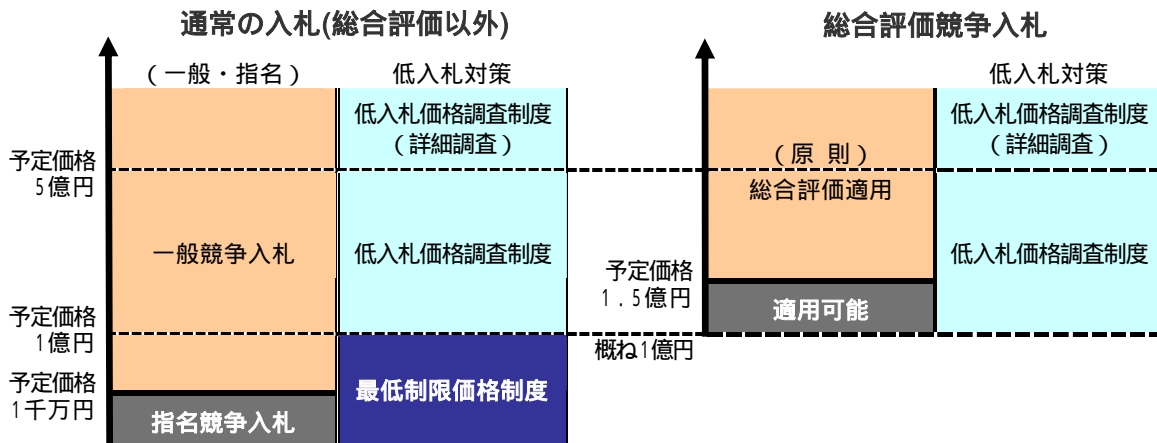 通常の入札(総合評価以外)
(一般・指名)
低入札対策
低入札価格調査制度
(詳細調査)
予定価格
5億円
一般競争入札
低入札価格調査制度
予定価格
1億円
予定価格
1千万円
最低制限価格制度
指名競争入札
総合評価競争入札
低入札対策
低入札価格調査制度
(詳細調査)
(原 則)
総合評価適用
低入札価格調査制度
予定価格
1.5億円
適用可能
概ね1億円